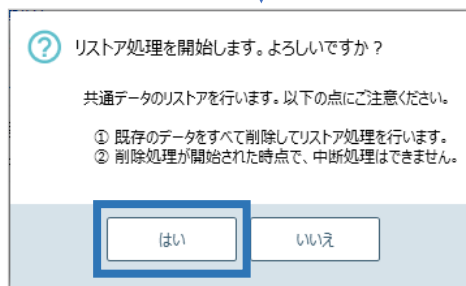 リストア処理を開始します。よろしいですか？
共通データのリストアを行います。以下の点にご注意ください。
① 既存のデータをすべて削除してリストア処理を行います。
② 削除処理が開始された時点で、中断処理はできません。
はい
いいえ